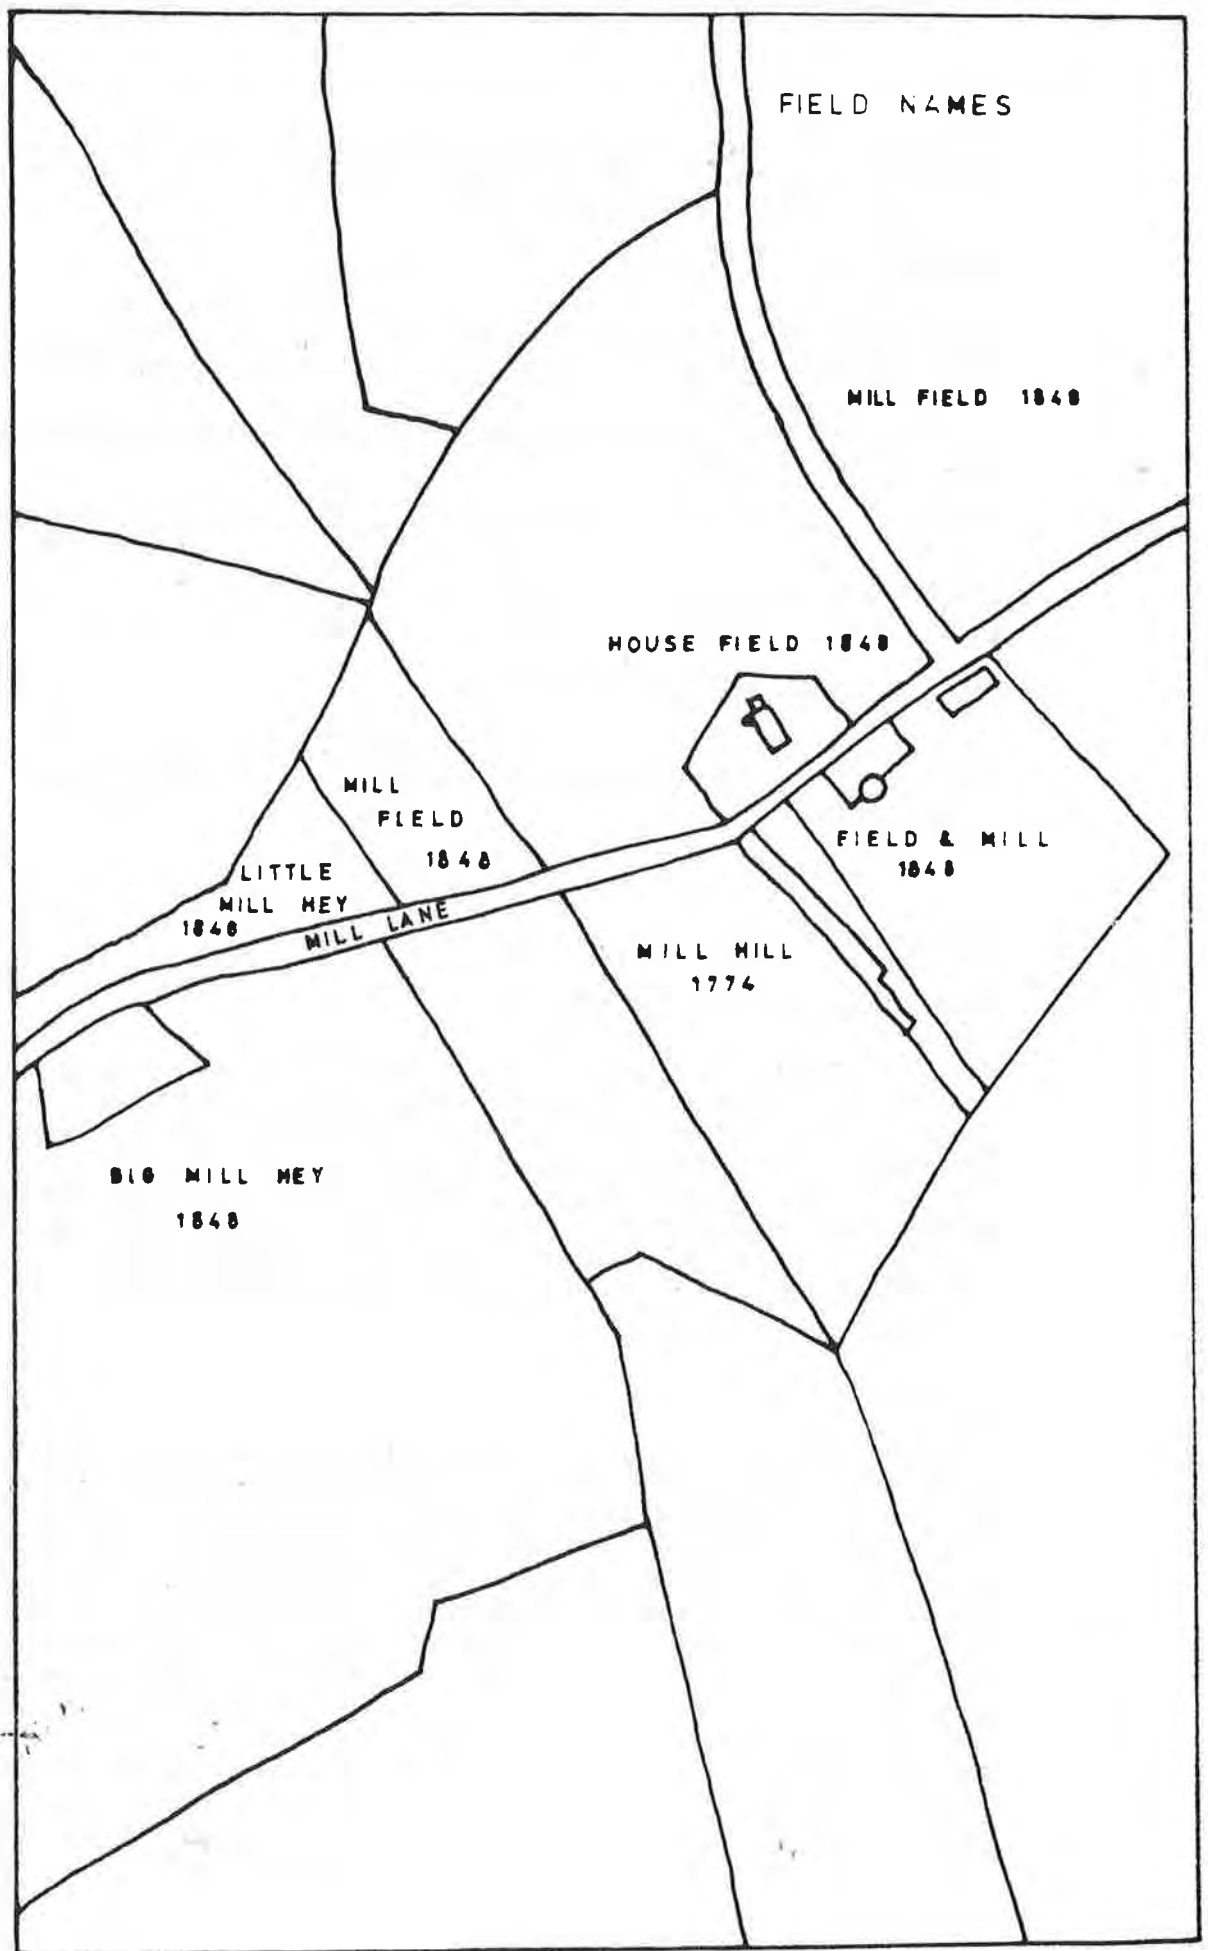 FIELD NAMES
MILL FIELD 1848
HOUSE FIELD 1848
MILL
FIELD
1848
FIELD & MILL
1848
LITTLE
MILL HEY
1848
MILL LANE
MILL HILL
1774
BIG MILL HEY
1848